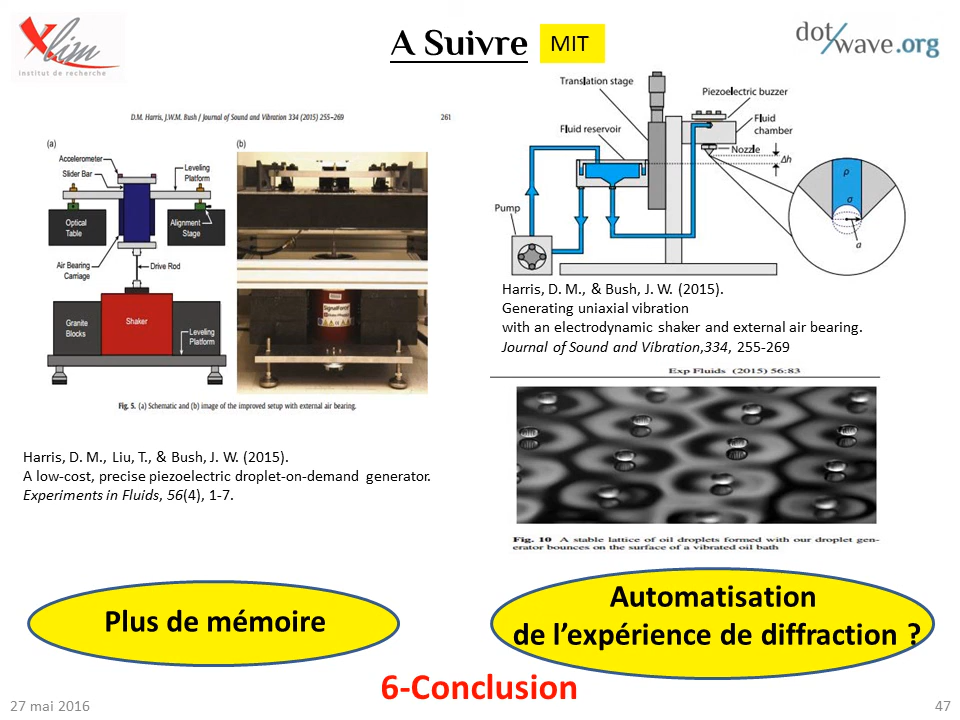 Xlim
Institut de recherche
A Suivre
MIT
dot/wave.org
D.M. Harris, J.W.M. Bush / Journal of Sound and Vibration 334 (2015) 255–269
261
(a)
(b)
Accelerometer
Slider Bar
Leveling
Platform
Optical
Table
Alignment
Stage
Air Bearing
Carriage
Drive Rod
Granite
Blocks
Shaker
Leveling
Platform
Fig. 5. (a) Schematic and (b) image of the improved setup with external air bearing.
Harris, D. M., Liu, T., & Bush, J. W. (2015).
A low-cost, precise piezoelectric droplet-on-demand generator.
Experiments in Fluids, 56(4), 1-7.
Translation stage
Piezoelectric buzzer
Fluid reservoir
Fluid
chamber
Nozzle
Δh
Pump
ρ
σ
a
Harris, D. M., & Bush, J. W. (2015).
Generating uniaxial vibration
with an electrodynamic shaker and external air bearing.
Journal of Sound and Vibration,334, 255-269
Exp Fluids (2015) 56:83
Fig. 10 A stable lattice of oil droplets formed with our droplet gen-
erator bounces on the surface of a vibrated oil bath
Plus de mémoire
Automatisation
de l’expérience de diffraction ?
6-Conclusion
27 mai 2016
47